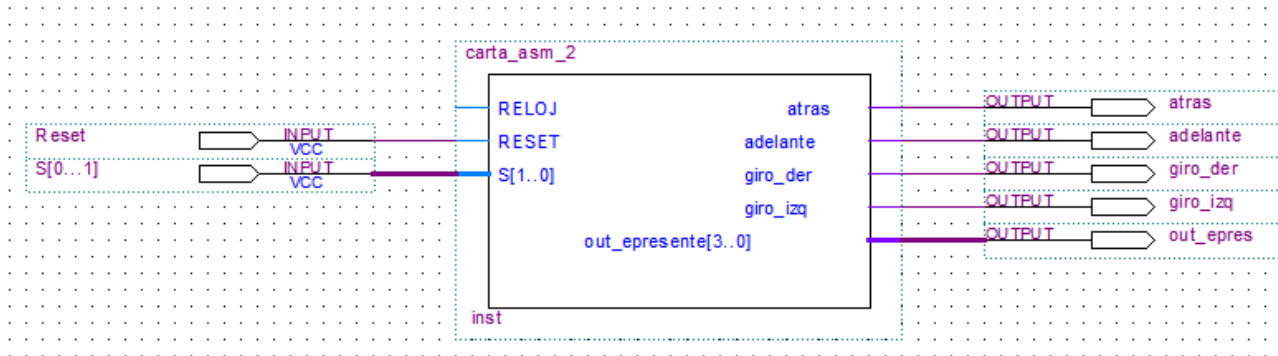 carta_asm_2
RELOJ
atras
OUTPUT
atras
Reset
INPUT
VCC
RESET
adelante
OUTPUT
adelante
S[0...1]
INPUT
VCC
S[1..0]
giro_der
OUTPUT
giro_der
giro_izq
OUTPUT
giro_izq
out_epresente[3..0]
OUTPUT
out_epres
inst